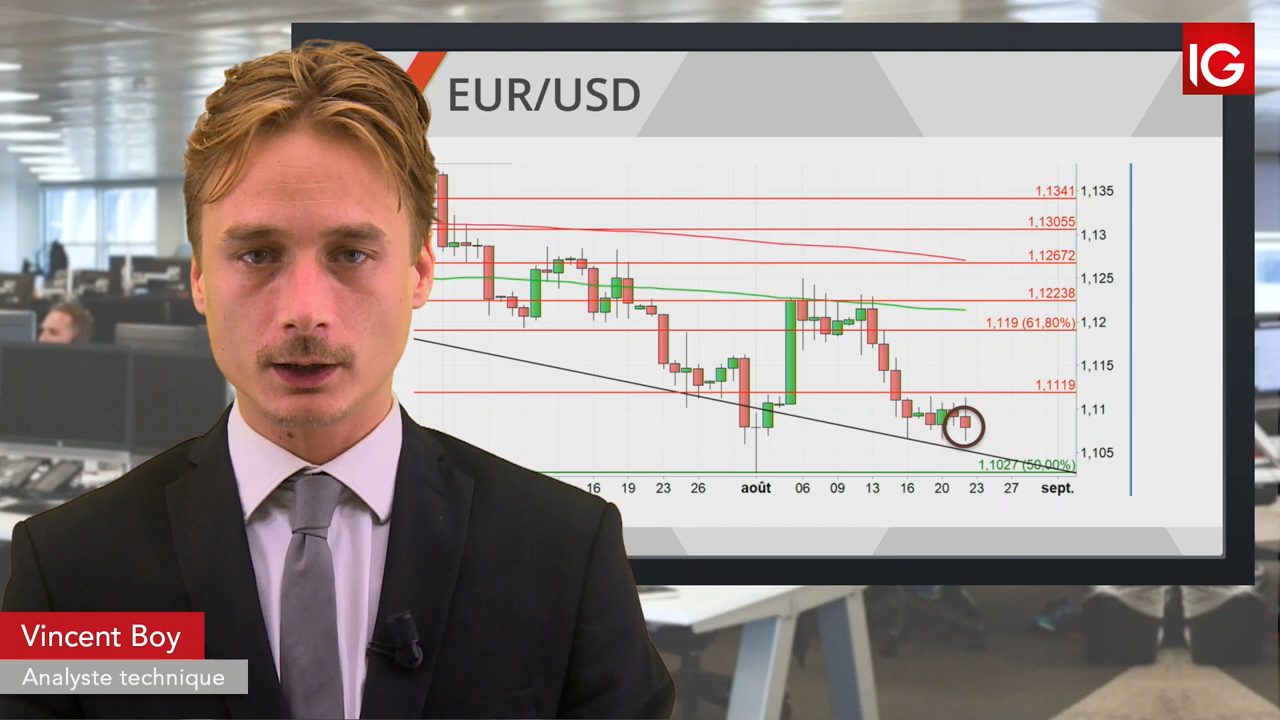 IG
EUR/USD
1,1341
1,135
1,13055
1,13
1,12672
1,125
1,12238
1,12
1,119 (61,80%)
1,115
1,1119
1,11
1,105
1,1027 (50,00%)
16 19 23 26 août 06 09 13 16 20 23 27 sept.
Vincent Boy
Analyste technique